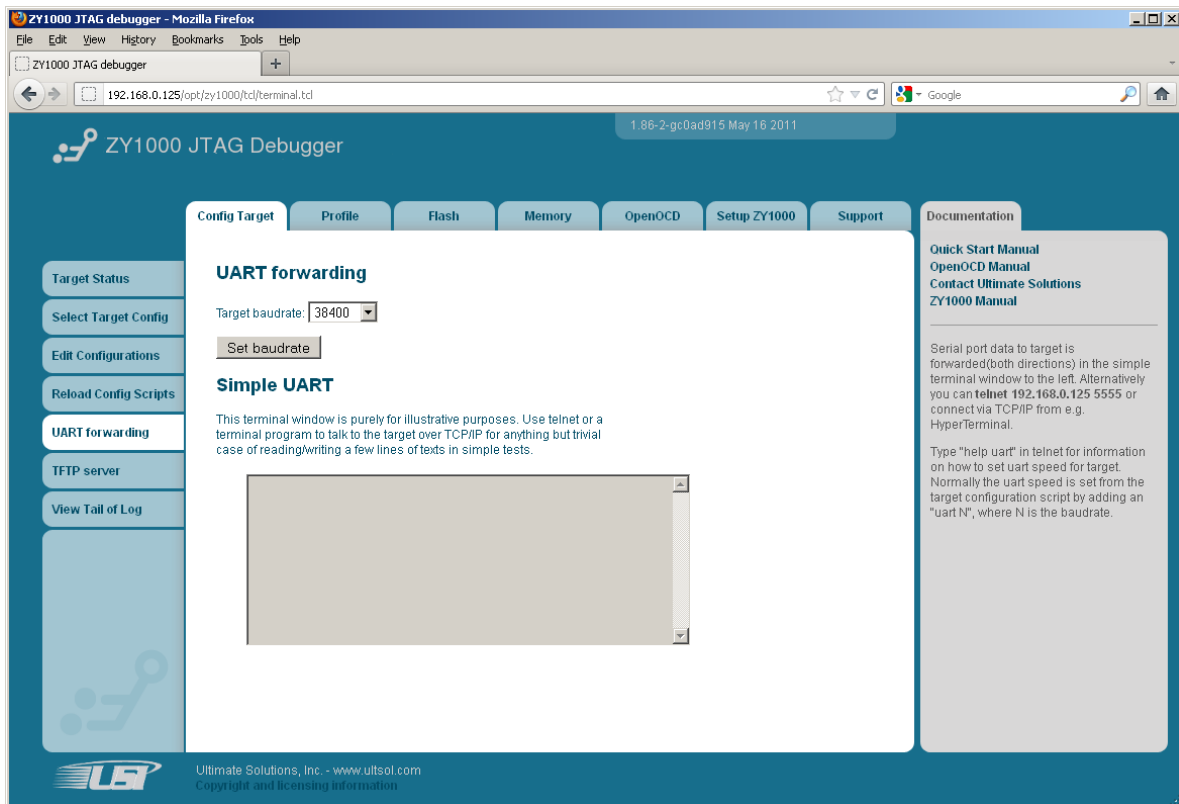 ZY1000 JTAG debugger - Mozilla Firefox
File Edit View History Bookmarks Tools Help
ZY1000 JTAG debugger
192.168.0.125/opt/zy1000/tcl/terminal.tcl
Google
1.86-2-gc0ad915 May 16 2011
ZY1000 JTAG Debugger
Config Target Profile Flash Memory OpenOCD Setup ZY1000 Support Documentation
Target Status
Select Target Config
Edit Configurations
Reload Config Scripts
UART forwarding
TFTP server
View Tail of Log
UART forwarding
Target baudrate: 38400
Set baudrate
Simple UART
This terminal window is purely for illustrative purposes. Use telnet or a
terminal program to talk to the target over TCP/IP for anything but trivial
case of reading/writing a few lines of texts in simple tests.
Quick Start Manual
OpenOCD Manual
Contact Ultimate Solutions
ZY1000 Manual
Serial port data to target is
forwarded(both directions) in the simple
terminal window to the left. Alternatively
you can telnet 192.168.0.125 5555 or
connect via TCP/IP from e.g.
HyperTerminal.
Type "help uart" in telnet for information
on how to set uart speed for target.
Normally the uart speed is set from the
target configuration script by adding an
"uart N", where N is the baudrate.
USI
Ultimate Solutions, Inc. - www.ultsol.com
Copyright and licensing information